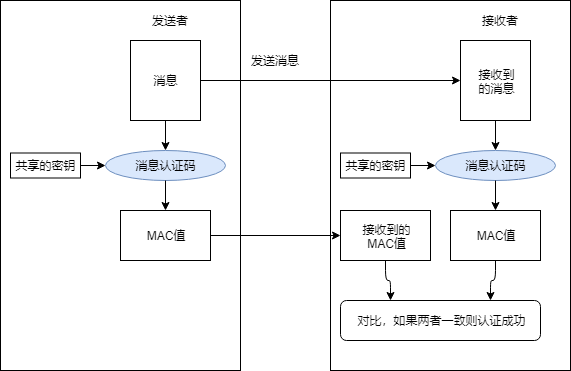 发送者
接收者
消息
发送消息
接收到
的消息
共享的密钥
消息认证码
共享的密钥
消息认证码
MAC值
接收到的
MAC值
MAC值
对比，如果两者一致则认证成功